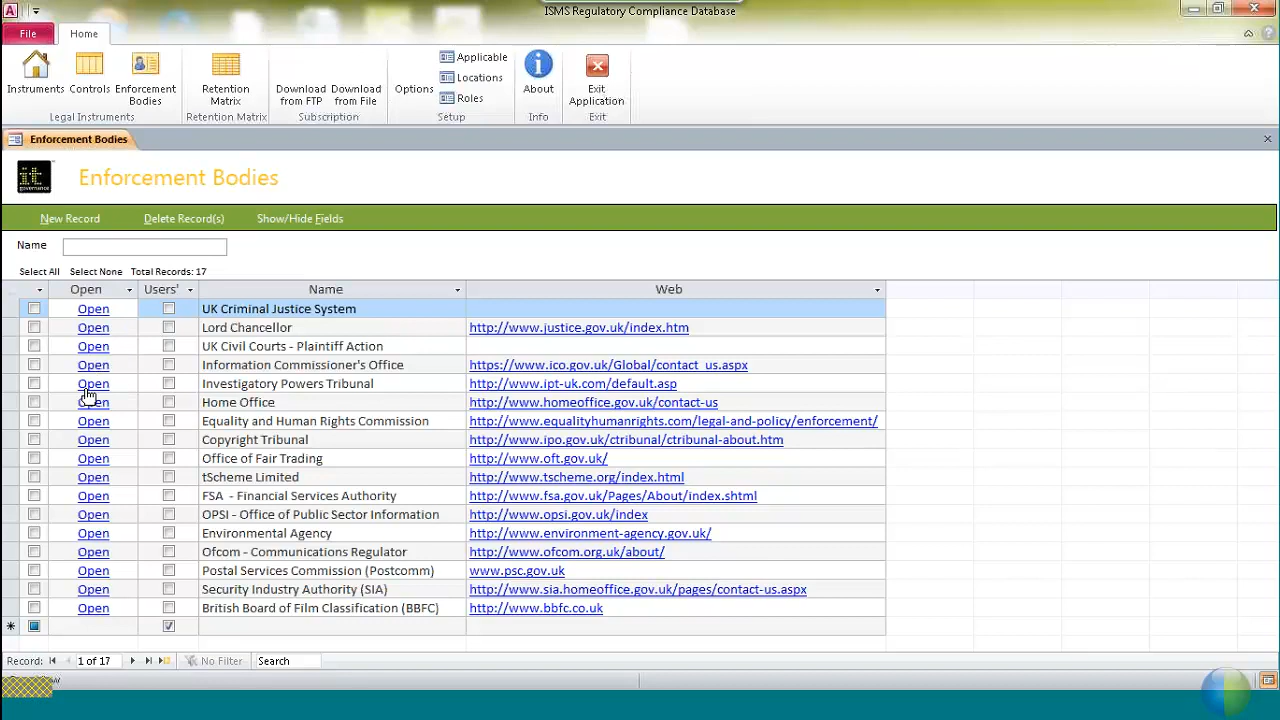 ISMS Regulatory Compliance Database
File Home
Instruments Controls Enforcement Bodies
Legal Instruments
Retention Matrix
Retention Matrix
Download from FTP Download from File
Subscription
Options Applicable Locations Roles
Setup
About
Info
Exit Application
Exit
Enforcement Bodies
it governance
Enforcement Bodies
New Record Delete Record(s) Show/Hide Fields
Name
Select All Select None Total Records: 17
Open Users' Name Web
Open UK Criminal Justice System
Open Lord Chancellor http://www.justice.gov.uk/index.htm
Open UK Civil Courts - Plaintiff Action
Open Information Commissioner's Office https://www.ico.gov.uk/Global/contact_us.aspx
Open Investigatory Powers Tribunal http://www.ipt-uk.com/default.asp
Open Home Office http://www.homeoffice.gov.uk/contact-us
Open Equality and Human Rights Commission http://www.equalityhumanrights.com/legal-and-policy/enforcement/
Open Copyright Tribunal http://www.ipo.gov.uk/ctribunal/ctribunal-about.htm
Open Office of Fair Trading http://www.oft.gov.uk/
Open tScheme Limited http://www.tscheme.org/index.html
Open FSA - Financial Services Authority http://www.fsa.gov.uk/Pages/About/index.shtml
Open OPSI - Office of Public Sector Information http://www.opsi.gov.uk/index
Open Environmental Agency http://www.environment-agency.gov.uk/
Open Ofcom - Communications Regulator http://www.ofcom.org.uk/about/
Open Postal Services Commission (Postcomm) www.psc.gov.uk
Open Security Industry Authority (SIA) http://www.sia.homeoffice.gov.uk/pages/contact-us.aspx
Open British Board of Film Classification (BBFC) http://www.bbfc.co.uk
Record: 1 of 17 No Filter Search